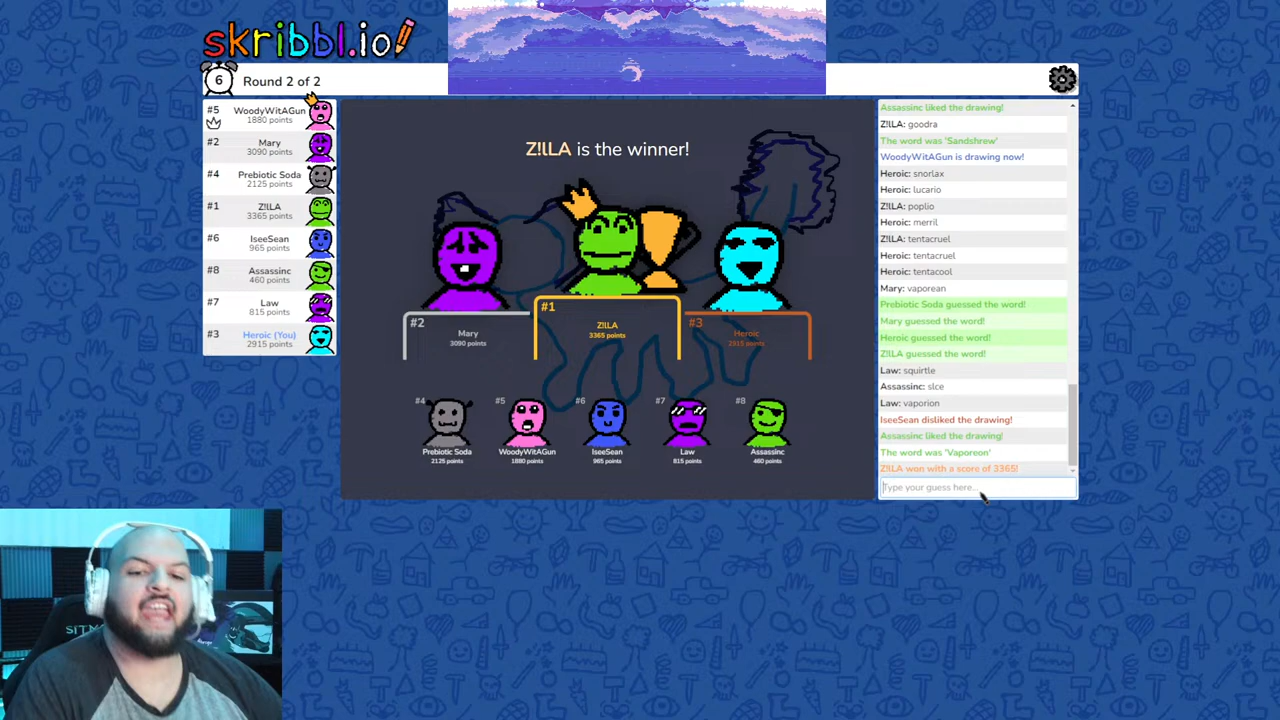 skribbl.io
6
Round 2 of 2
#5
WoodyWitAGun
1880 points
#2
Mary
3090 points
#4
Prebiotic Soda
2125 points
#1
Z!LLA
3365 points
#6
IseeSean
965 points
#8
Assassinc
460 points
#7
Law
815 points
#3
Heroic (You)
2915 points
Z!LLA is the winner!
#2
Mary
3090 points
#1
Z!LLA
3365 points
#3
Heroic
2915 points
#4
Prebiotic Soda
2125 points
#5
WoodyWitAGun
1880 points
#6
IseeSean
965 points
#7
Law
815 points
#8
Assassinc
460 points
Assassinc liked the drawing!
Z!LLA: goodra
The word was 'Sandshrew'
WoodyWitAGun is drawing now!
Heroic: snorlax
Heroic: lucario
Z!LLA: poplio
Heroic: merril
Z!LLA: tentacruel
Heroic: tentacruel
Heroic: tentacool
Mary: vaporean
Prebiotic Soda guessed the word!
Mary guessed the word!
Heroic guessed the word!
Z!LLA guessed the word!
Law: squirtle
Assassinc: slce
Law: vaporion
IseeSean disliked the drawing!
Assassinc liked the drawing!
The word was 'Vaporeon'
Z!LLA won with a score of 3365!
Type your guess here...